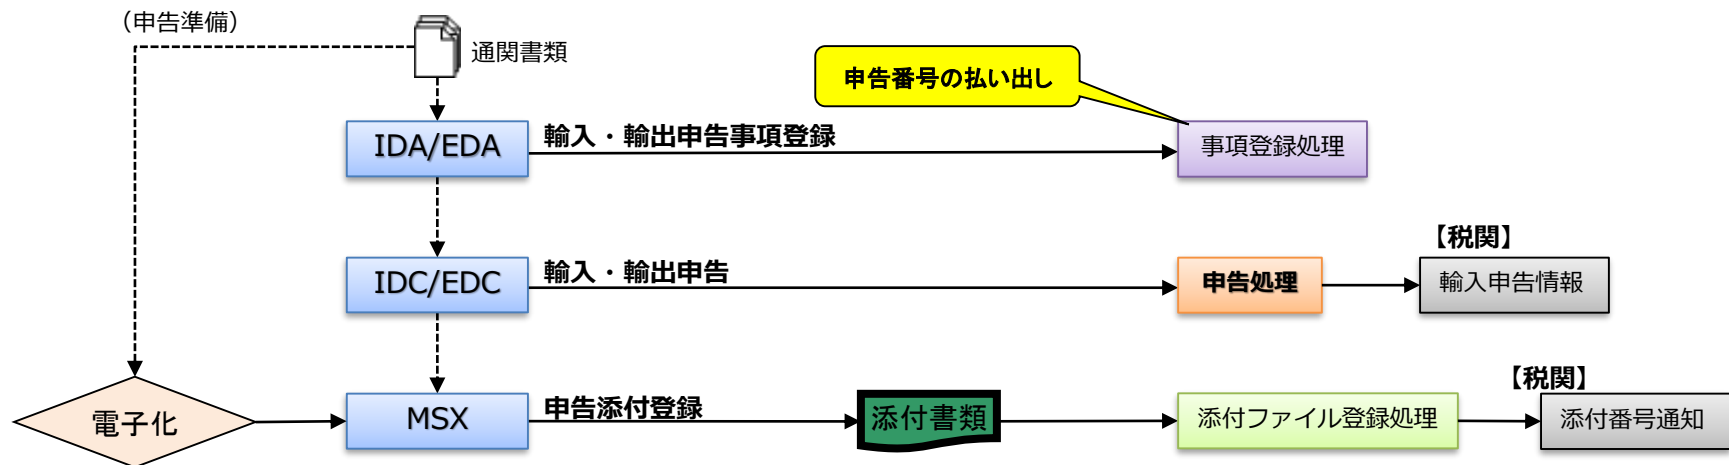 （申告準備）
通関書類
申告番号の払い出し
IDA/EDA
輸入・輸出申告事項登録
事項登録処理
【税関】
IDC/EDC
輸入・輸出申告
申告処理
輸入申告情報
【税関】
電子化
MSX
申告添付登録
添付書類
添付ファイル登録処理
添付番号通知